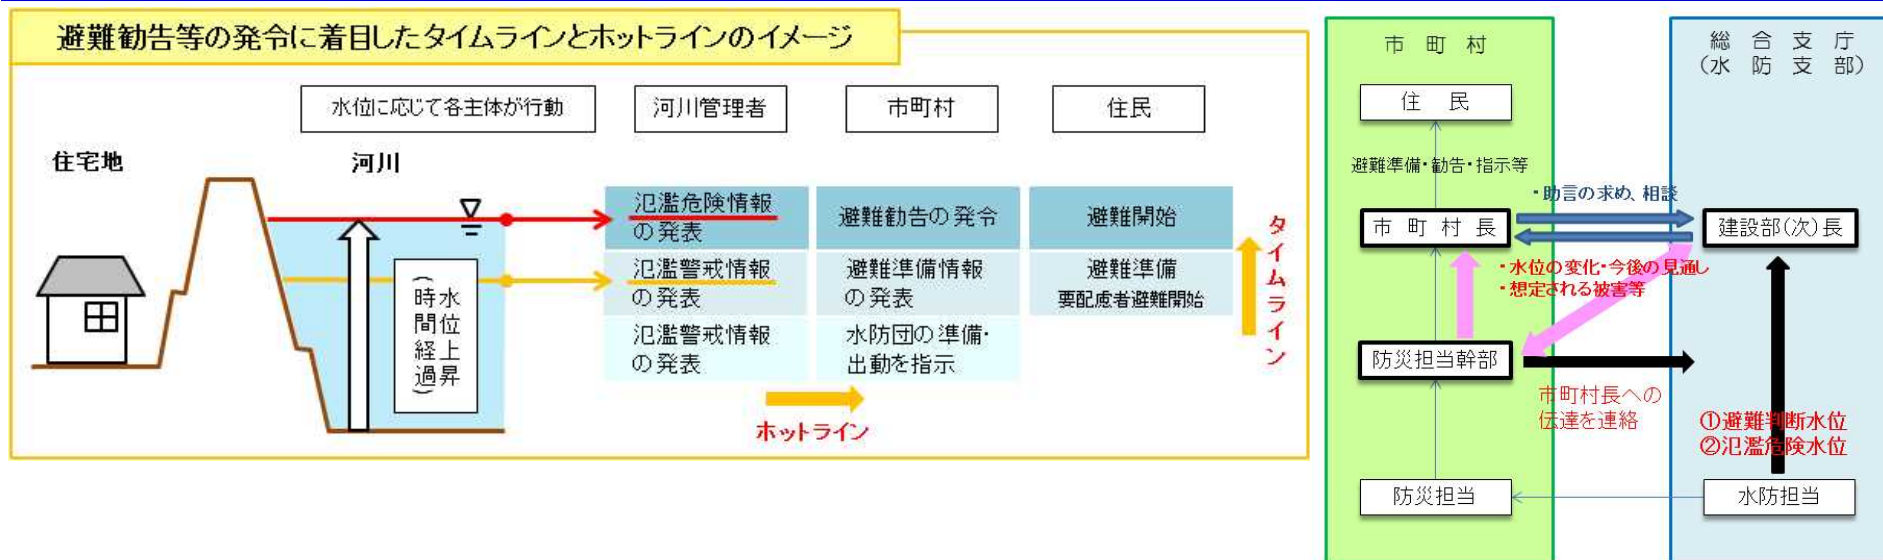 避難勧告等の発令に着目したタイムラインとホットラインのイメージ
水位に応じて各主体が行動
河川管理者
市町村
住民
住宅地
河川
氾濫危険情報
の発表
避難勧告の発令
避難開始
氾濫警戒情報
の発表
避難準備情報
の発表
避難準備
要配慮者避難開始
氾濫警戒情報
の発表
水防団の準備・
出動を指示
水位上昇
(時間経過)
タイムライン
ホットライン
市町村
総合支庁
(水防支部)
住民
避難準備・勧告・指示等
・助言の求め、相談
市町村長
建設部(次)長
・水位の変化・今後の見通し
・想定される被害等
防災担当幹部
市町村長への
伝達を連絡
①避難判断水位
②氾濫危険水位
防災担当
水防担当